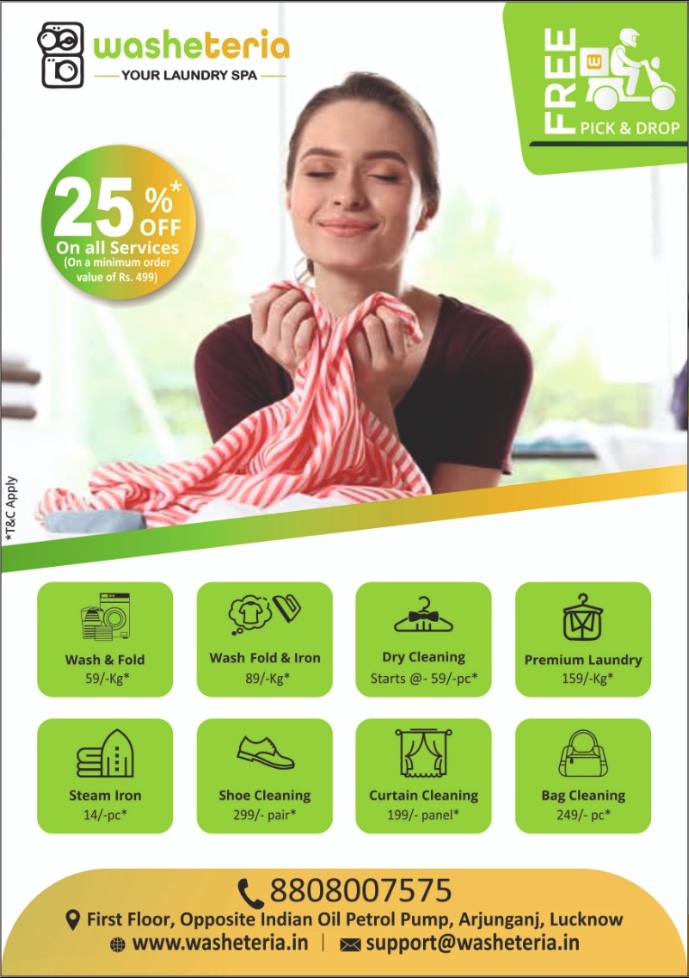 washeteria
YOUR LAUNDRY SPA
FREE
W
PICK & DROP
25 %*
OFF
On all Services
(On a minimum order
value of Rs. 499)
*T&C Apply
Wash & Fold
59/-Kg*
Wash Fold & Iron
89/-Kg*
Dry Cleaning
Starts @- 59/-pc*
Premium Laundry
159/-Kg*
Steam Iron
14/-pc*
Shoe Cleaning
299/- pair*
Curtain Cleaning
199/- panel*
Bag Cleaning
249/- pc*
8808007575
First Floor, Opposite Indian Oil Petrol Pump, Arjunganj, Lucknow
www.washeteria.in | support@washeteria.in